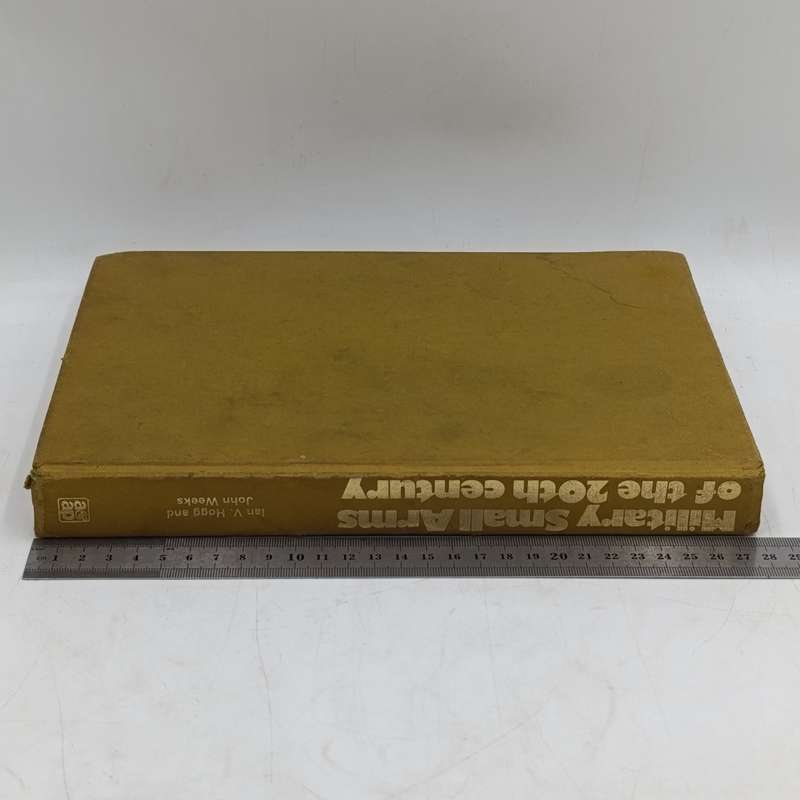 Military Small Arms
of the 20th century
Ian V. Hogg and
John Weeks
cm 1 2 3 4 5 6 7 8 9 10 11 12 13 14 15 16 17 18 19 20 21 22 23 24 25 26 27 28 29